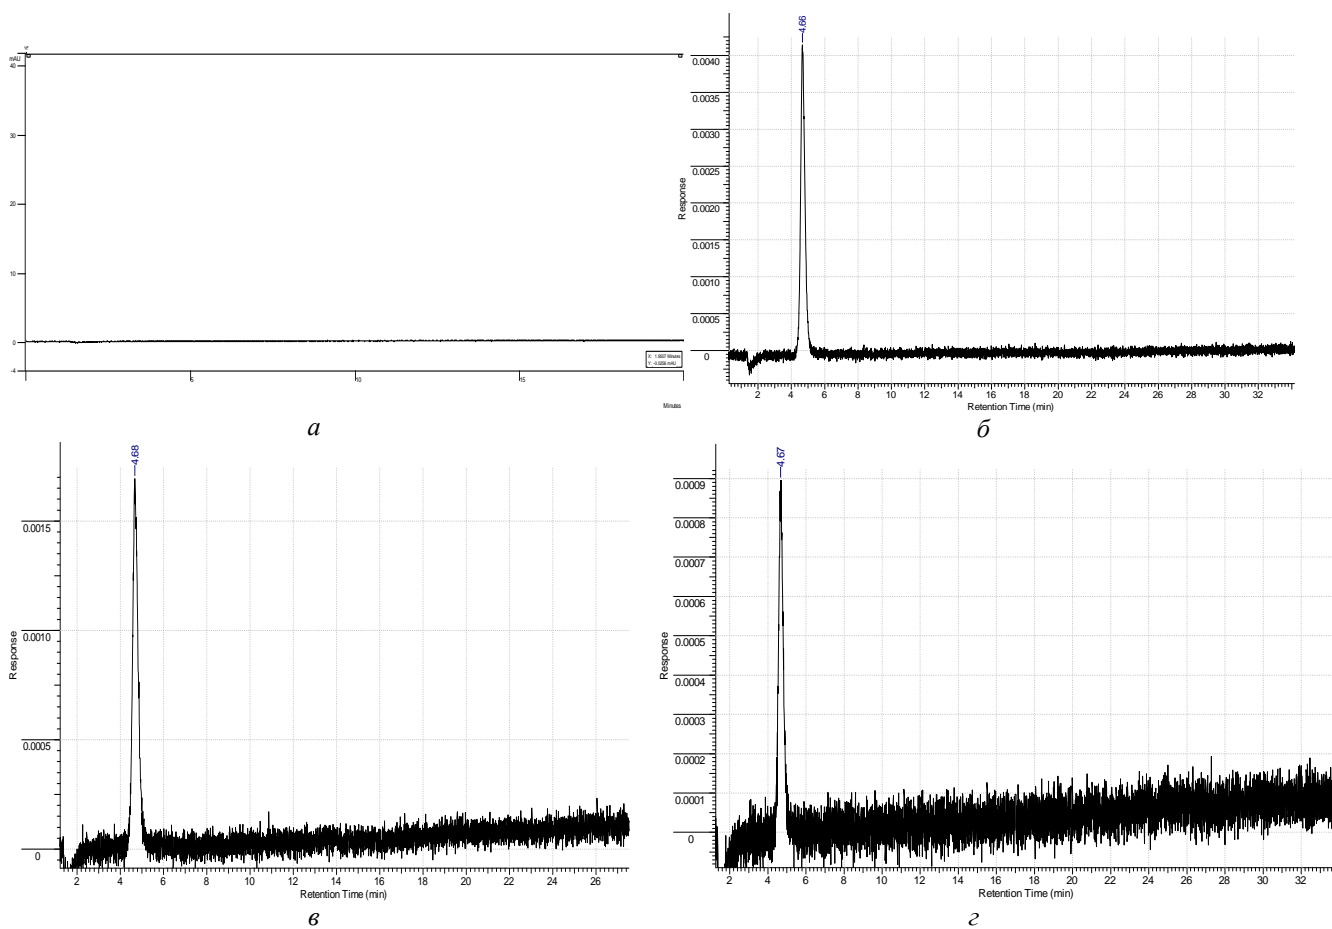 mAU
40
30
20
10
0
-4
5
10
15
Minutes
а
4.66
0.0040
0.0035
0.0030
0.0025
0.0020
0.0015
0.0010
0.0005
0
Response
2 4 6 8 10 12 14 16 18 20 22 24 26 28 30 32
Retention Time (min)
б
4.68
0.0015
0.0010
0.0005
0
Response
2 4 6 8 10 12 14 16 18 20 22 24 26
Retention Time (min)
в
4.67
0.0009
0.0008
0.0007
0.0006
0.0005
0.0004
0.0003
0.0002
0.0001
0
Response
2 4 6 8 10 12 14 16 18 20 22 24 26 28 30 32
Retention Time (min)
г